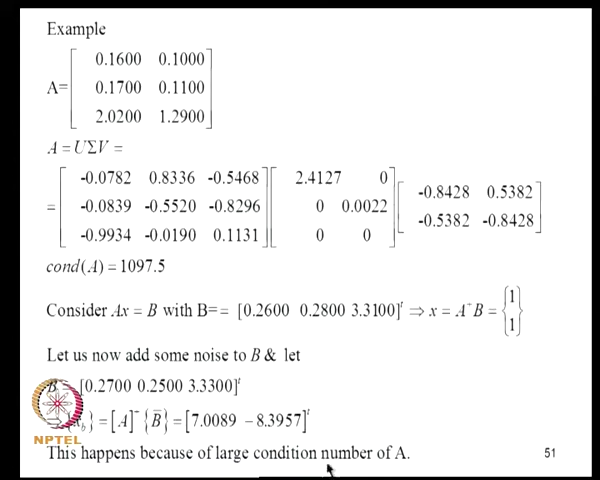 Example
A= [ 0.1600 0.1000
0.1700 0.1100
2.0200 1.2900 ]
A = UΣV =
= [ -0.0782 0.8336 -0.5468 ] [ 2.4127 0 ] [ -0.8428 0.5382 ]
-0.0839 -0.5520 -0.8296 0 0.0022 -0.5382 -0.8428
-0.9934 -0.0190 0.1131 0 0
cond(A) = 1097.5
Consider Ax = B with B= = [0.2600 0.2800 3.3100]ᵗ ⇒ x = A⁺B = {1 1}
Let us now add some noise to B & let
[0.2700 0.2500 3.3300]ᵗ
} = [A]⁻ {B̄} = [7.0089 −8.3957]ᵗ
NPTEL
This happens because of large condition number of A.
51